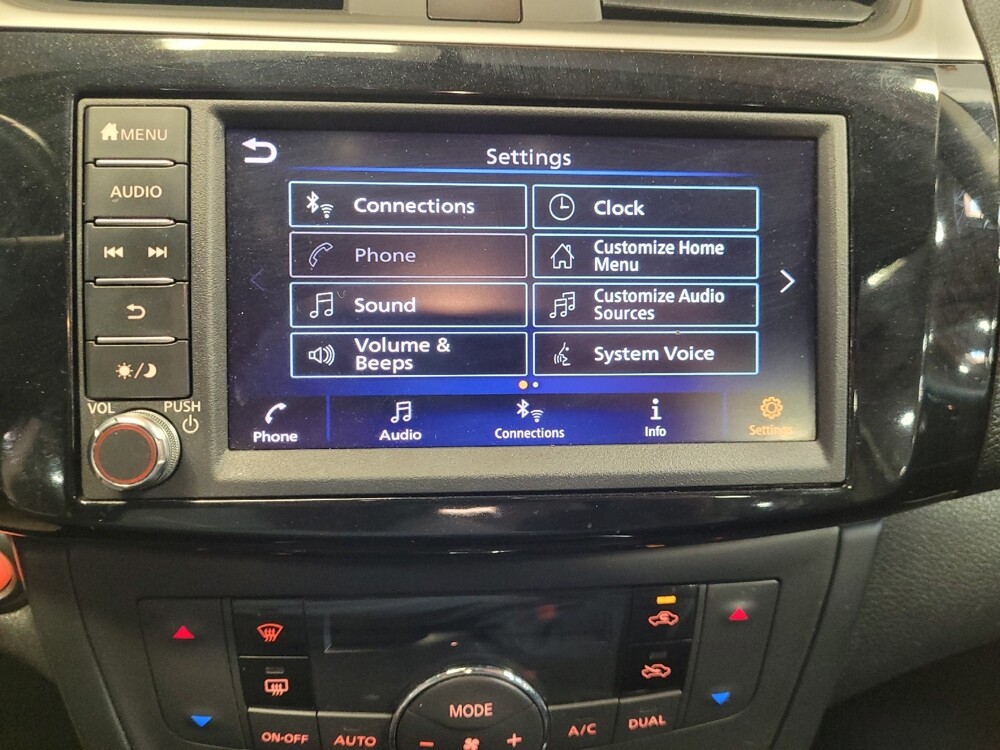 MENU
Settings
AUDIO
Connections
Clock
Phone
Customize Home
Menu
Sound
Customize Audio
Sources
Volume &
Beeps
System Voice
VOL
PUSH
Phone
Audio
Connections
i
Info
Settings
MODE
ON·OFF
AUTO
− +
A/C
DUAL